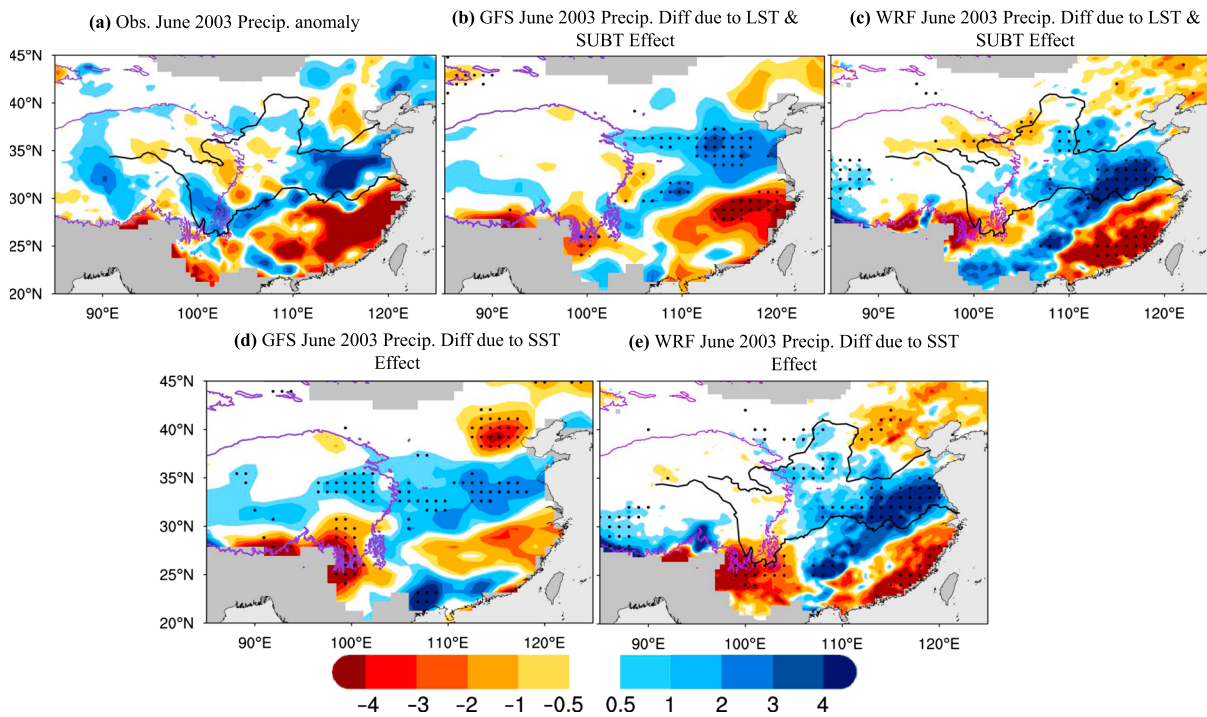 (a) Obs. June 2003 Precip. anomaly
(b) GFS June 2003 Precip. Diff due to LST &
SUBT Effect
(c) WRF June 2003 Precip. Diff due to LST &
SUBT Effect
45°N
40°N
35°N
30°N
25°N
20°N
90°E 100°E 110°E 120°E
90°E 100°E 110°E 120°E
90°E 100°E 110°E 120°E
(d) GFS June 2003 Precip. Diff due to SST
Effect
(e) WRF June 2003 Precip. Diff due to SST
Effect
45°N
40°N
35°N
30°N
25°N
20°N
90°E 100°E 110°E 120°E
90°E 100°E 110°E 120°E
−4 −3 −2 −1 −0.5 0.5 1 2 3 4